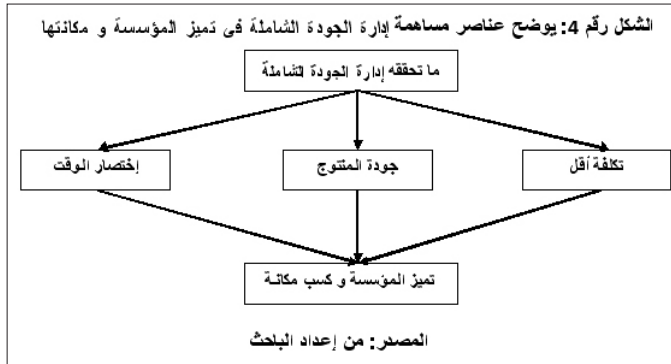 الشكل رقم 4: يوضح عناصر مساهمة إدارة الجودة الشاملة في تميز المؤسسة و مكانتها
ما تحققه إدارة الجودة الشاملة
تكلفة أقل
جودة المنتوج
إختصار الوقت
تميز المؤسسة و كسب مكانة
المصدر: من إعداد الباحث